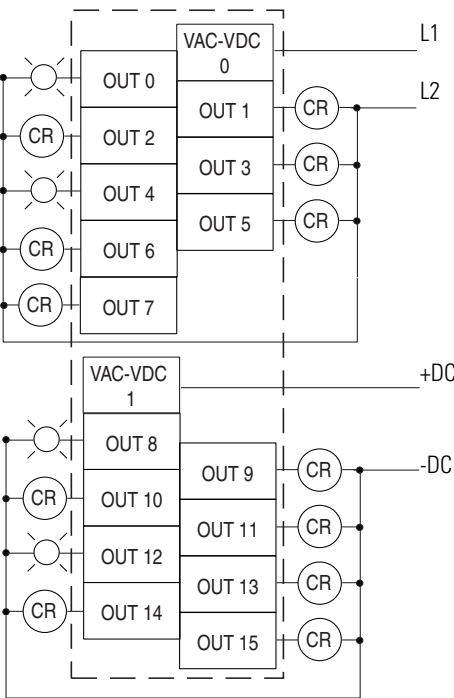 L1
VAC-VDC
0
OUT 0
L2
OUT 1
CR
CR
OUT 2
OUT 3
CR
OUT 4
OUT 5
CR
CR
OUT 6
CR
OUT 7
VAC-VDC
1
+DC
OUT 8
OUT 9
CR
-DC
CR
OUT 10
OUT 11
CR
OUT 12
OUT 13
CR
CR
OUT 14
OUT 15
CR